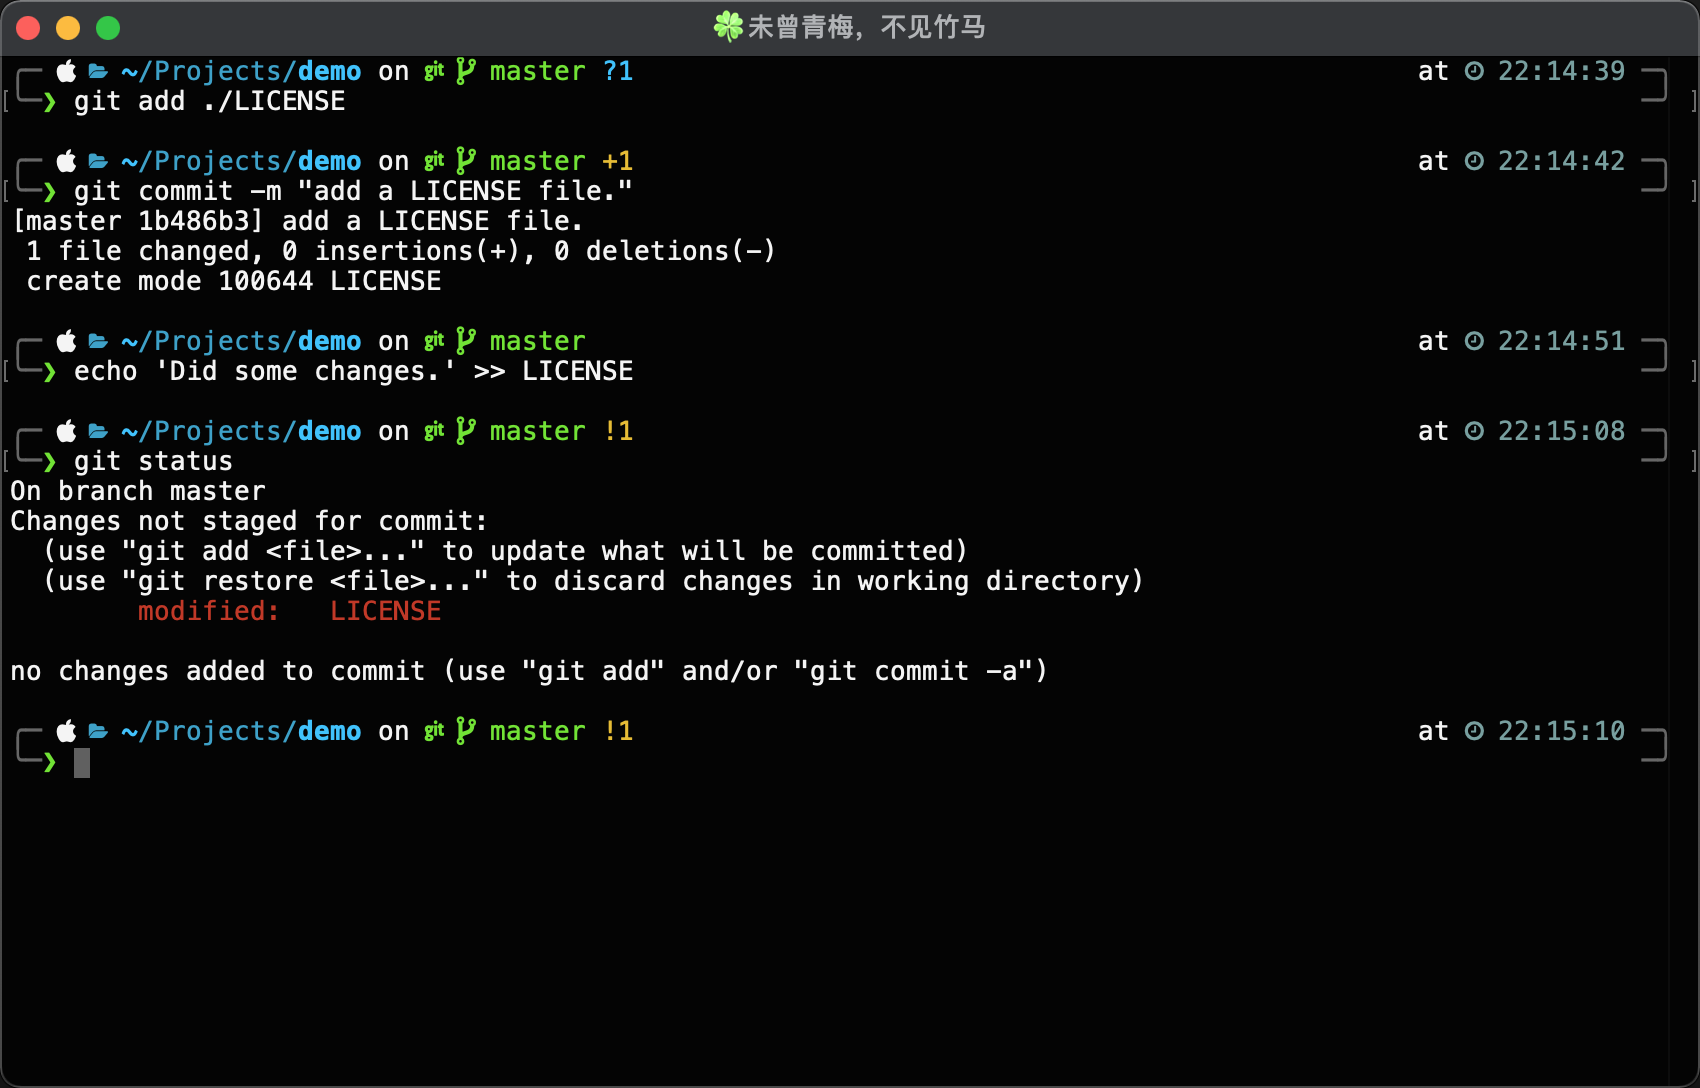 🍀未曾青梅，不见竹马
~/Projects/demo on git master ?1 at 22:14:39
❯ git add ./LICENSE
~/Projects/demo on git master +1 at 22:14:42
❯ git commit -m "add a LICENSE file."
[master 1b486b3] add a LICENSE file.
1 file changed, 0 insertions(+), 0 deletions(-)
create mode 100644 LICENSE
~/Projects/demo on git master at 22:14:51
❯ echo 'Did some changes.' >> LICENSE
~/Projects/demo on git master !1 at 22:15:08
❯ git status
On branch master
Changes not staged for commit:
(use "git add <file>..." to update what will be committed)
(use "git restore <file>..." to discard changes in working directory)
modified: LICENSE
no changes added to commit (use "git add" and/or "git commit -a")
~/Projects/demo on git master !1 at 22:15:10
❯